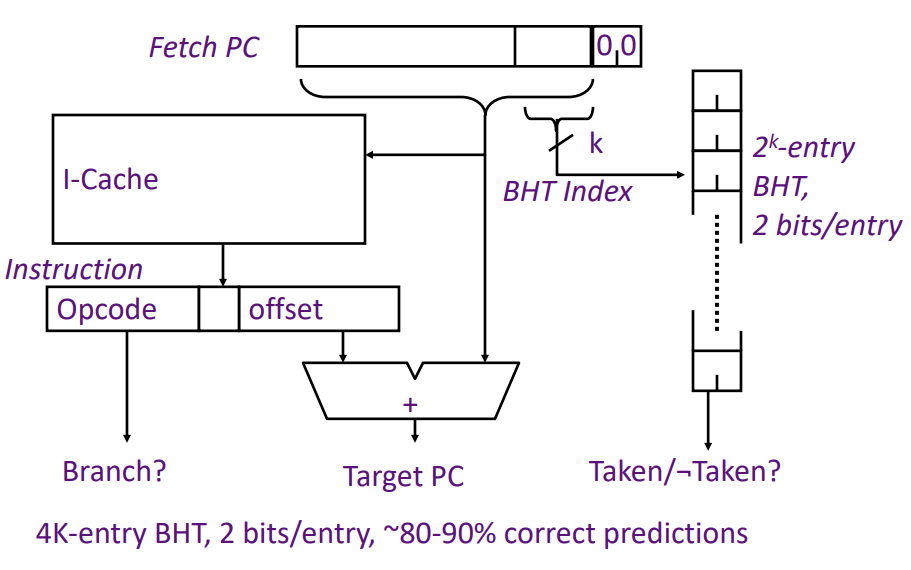 Fetch PC
0 0
k
I-Cache
BHT Index
2k-entry
BHT,
2 bits/entry
Instruction
Opcode
offset
+
Branch?
Target PC
Taken/¬Taken?
4K-entry BHT, 2 bits/entry, ~80-90% correct predictions